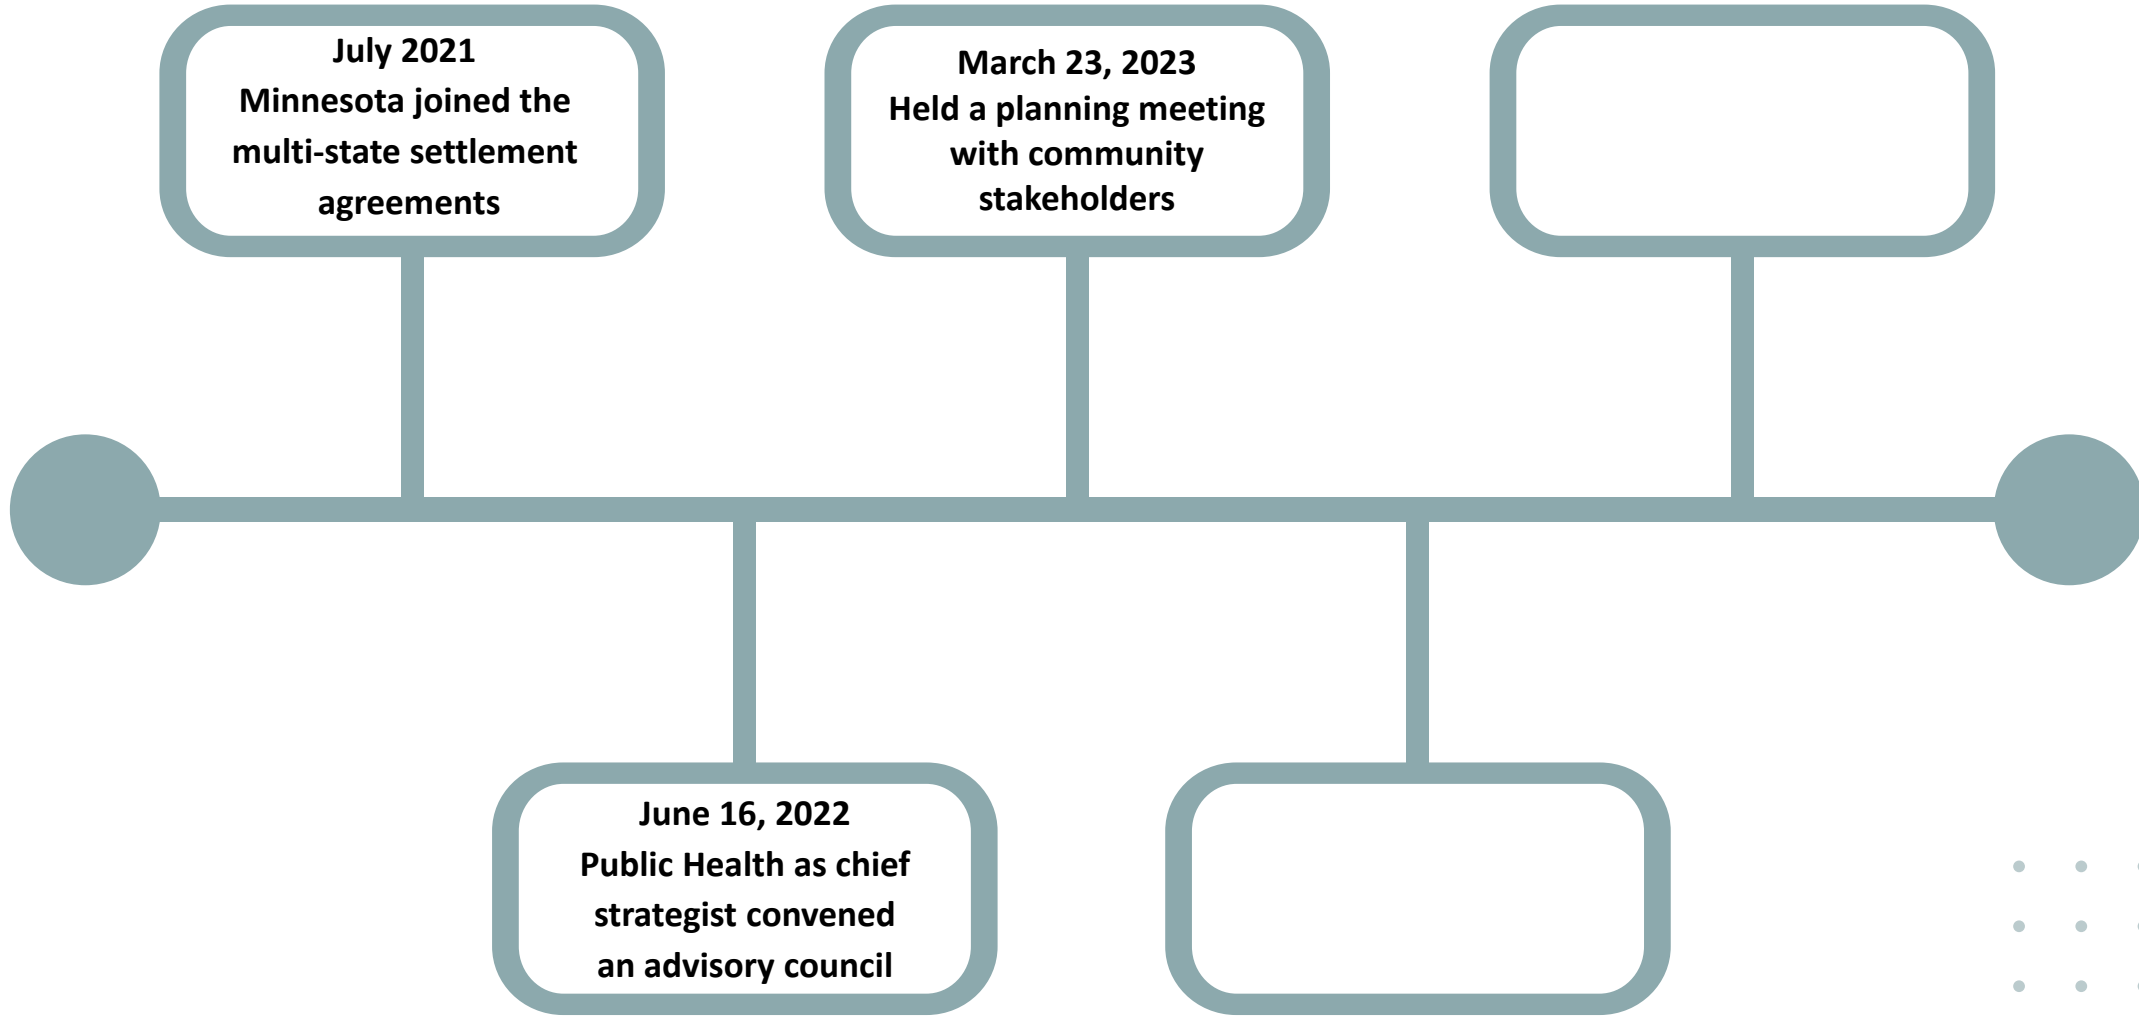 July 2021
Minnesota joined the
multi-state settlement
agreements
June 16, 2022
Public Health as chief
strategist convened
an advisory council
March 23, 2023
Held a planning meeting
with community
stakeholders